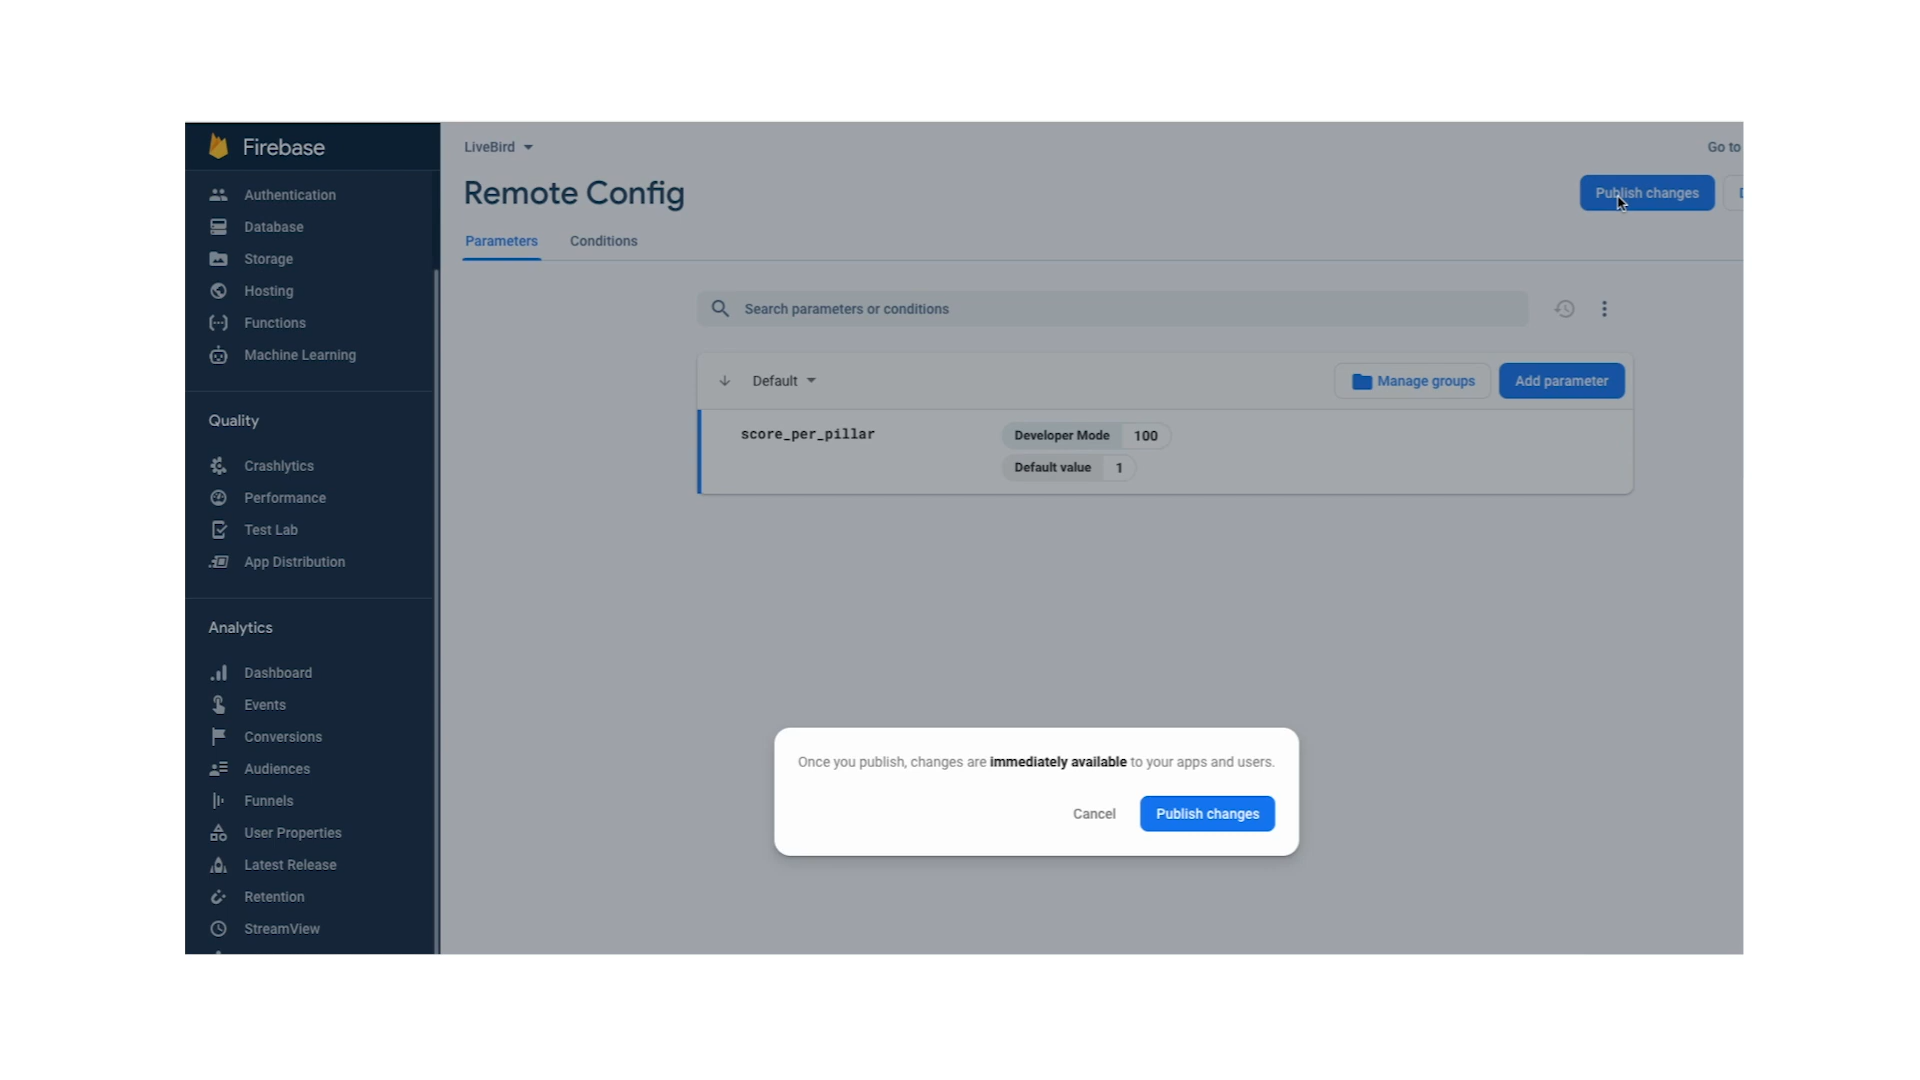 Firebase
Authentication
Database
Storage
Hosting
Functions
Machine Learning
Quality
Crashlytics
Performance
Test Lab
App Distribution
Analytics
Dashboard
Events
Conversions
Audiences
Funnels
User Properties
Latest Release
Retention
StreamView
LiveBird
Go to
Remote Config
Publish changes
Parameters Conditions
Search parameters or conditions
Default
Manage groups
Add parameter
score_per_pillar
Developer Mode 100
Default value 1
Once you publish, changes are immediately available to your apps and users.
Cancel
Publish changes